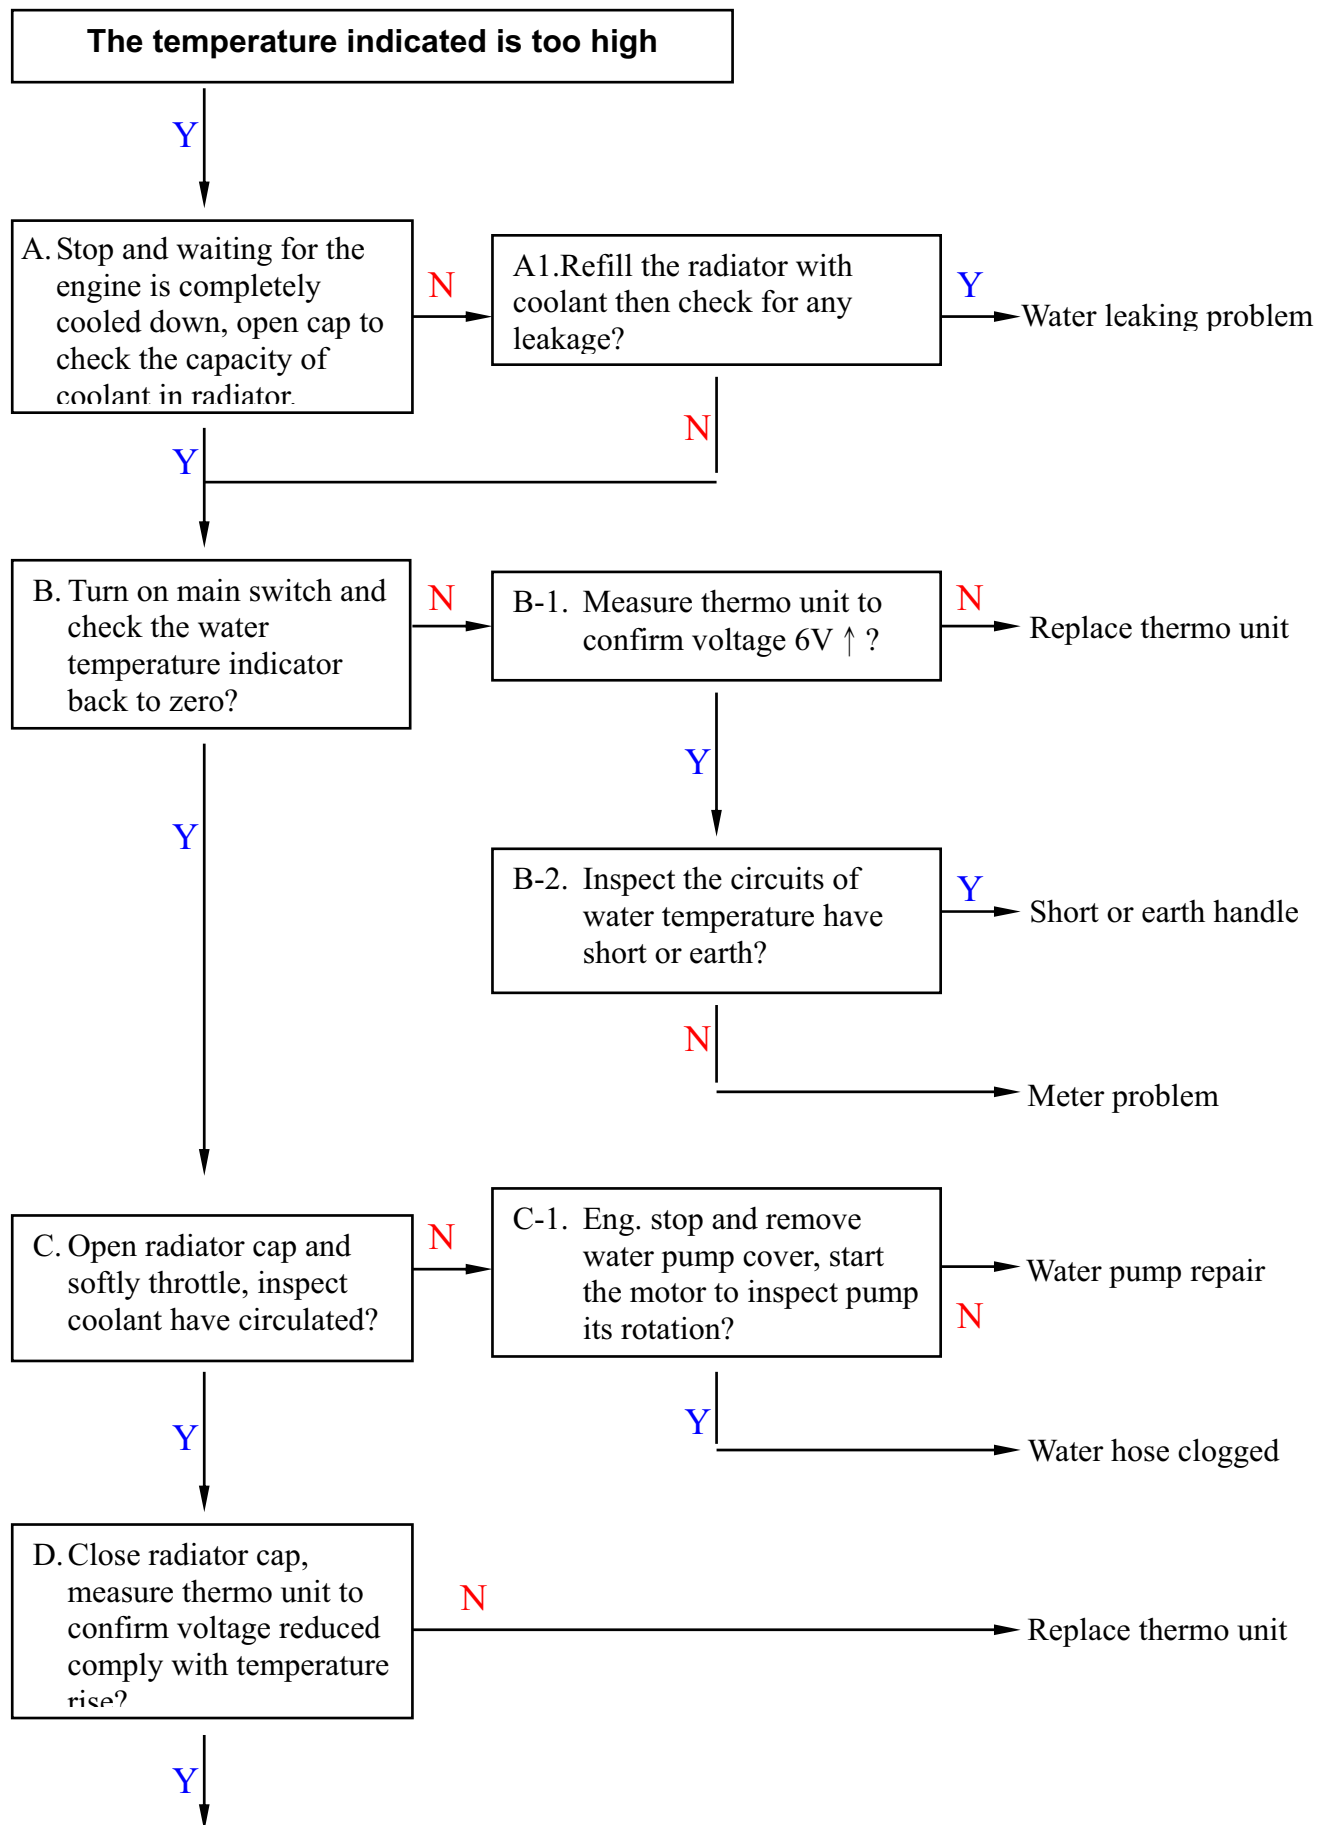 The temperature indicated is too high
Y
A. Stop and waiting for the
engine is completely
cooled down, open cap to
check the capacity of
coolant in radiator.
N
A1.Refill the radiator with
coolant then check for any
leakage?
Y
Water leaking problem
Y
N
B. Turn on main switch and
check the water
temperature indicator
back to zero?
N
B-1. Measure thermo unit to
confirm voltage 6V ↑ ?
N
Replace thermo unit
Y
Y
B-2. Inspect the circuits of
water temperature have
short or earth?
Y
Short or earth handle
N
Meter problem
C. Open radiator cap and
softly throttle, inspect
coolant have circulated?
N
C-1. Eng. stop and remove
water pump cover, start
the motor to inspect pump
its rotation?
Water pump repair
N
Y
Y
Water hose clogged
D. Close radiator cap,
measure thermo unit to
confirm voltage reduced
comply with temperature
rise?
N
Replace thermo unit
Y